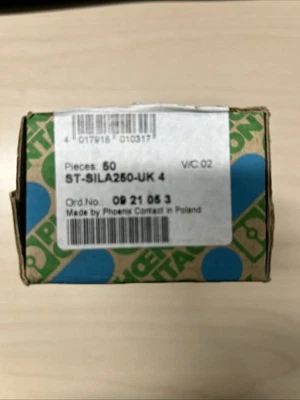 4 017918 010317
Pieces: 50 V/C:02
ST-SILA250-UK 4
Ord.No.: 09 21 05 3
Made by Phoenix Contact in Poland